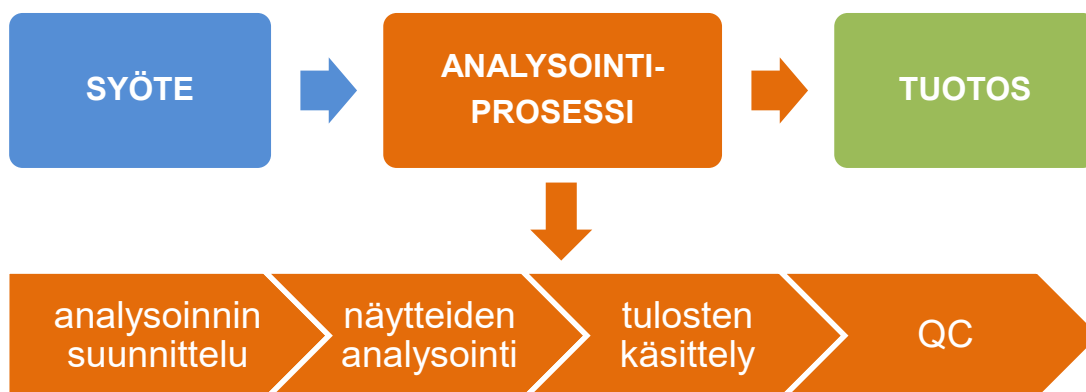 SYÖTE
ANALYSOINTI-
PROSESSI
TUOTOS
analysoinnin
suunnittelu
näytteiden
analysointi
tulosten
käsittely
QC